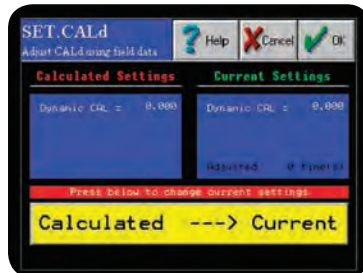 SET.CALd
Adjust CALd using field data
Help
Cancel
OK
Calculated Settings
Current Settings
Dynamic CAL = 0.000
Dynamic CAL = 0.000
Adjusted 0 time(s)
Press below to change current settings
Calculated ---> Current